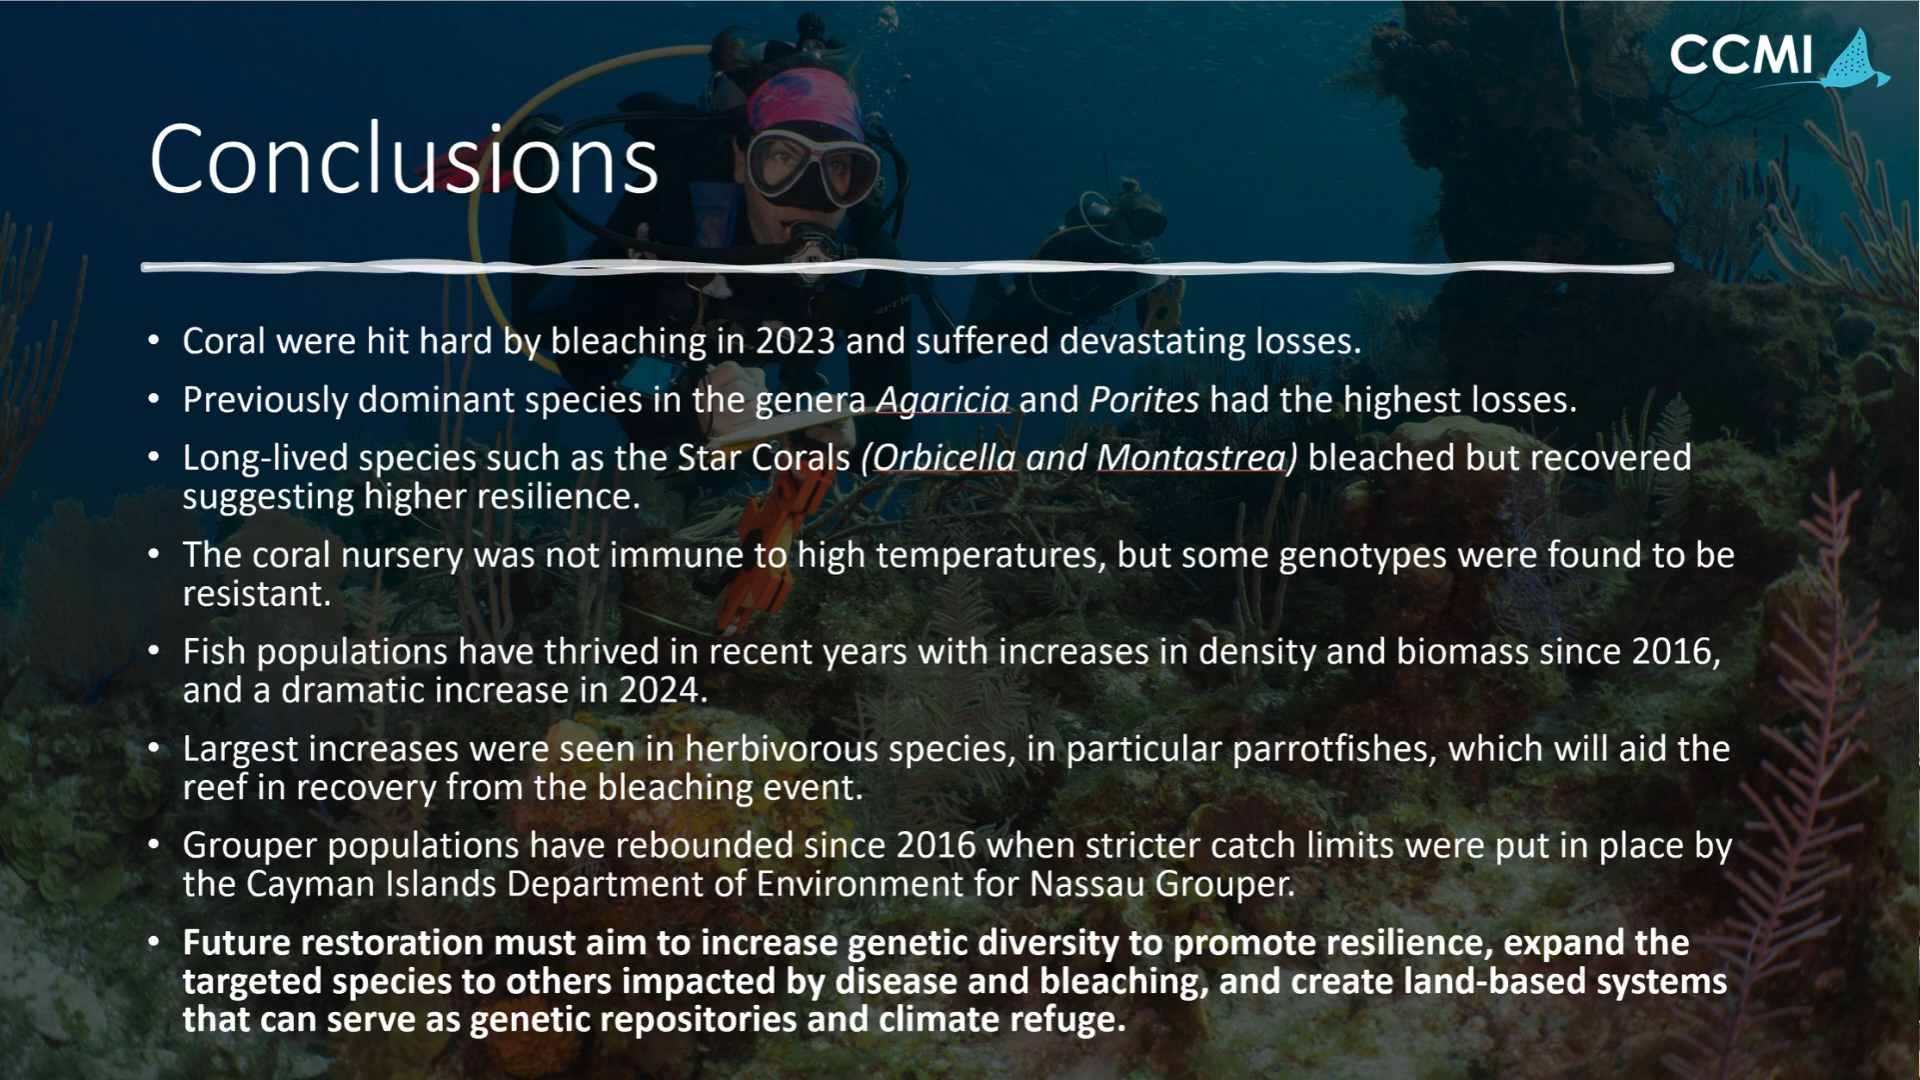 CCMI
Conclusions
• Coral were hit hard by bleaching in 2023 and suffered devastating losses.
• Previously dominant species in the genera Agaricia and Porites had the highest losses.
• Long-lived species such as the Star Corals (Orbicella and Montastrea) bleached but recovered
suggesting higher resilience.
• The coral nursery was not immune to high temperatures, but some genotypes were found to be
resistant.
• Fish populations have thrived in recent years with increases in density and biomass since 2016,
and a dramatic increase in 2024.
• Largest increases were seen in herbivorous species, in particular parrotfishes, which will aid the
reef in recovery from the bleaching event.
• Grouper populations have rebounded since 2016 when stricter catch limits were put in place by
the Cayman Islands Department of Environment for Nassau Grouper.
• Future restoration must aim to increase genetic diversity to promote resilience, expand the
targeted species to others impacted by disease and bleaching, and create land-based systems
that can serve as genetic repositories and climate refuge.